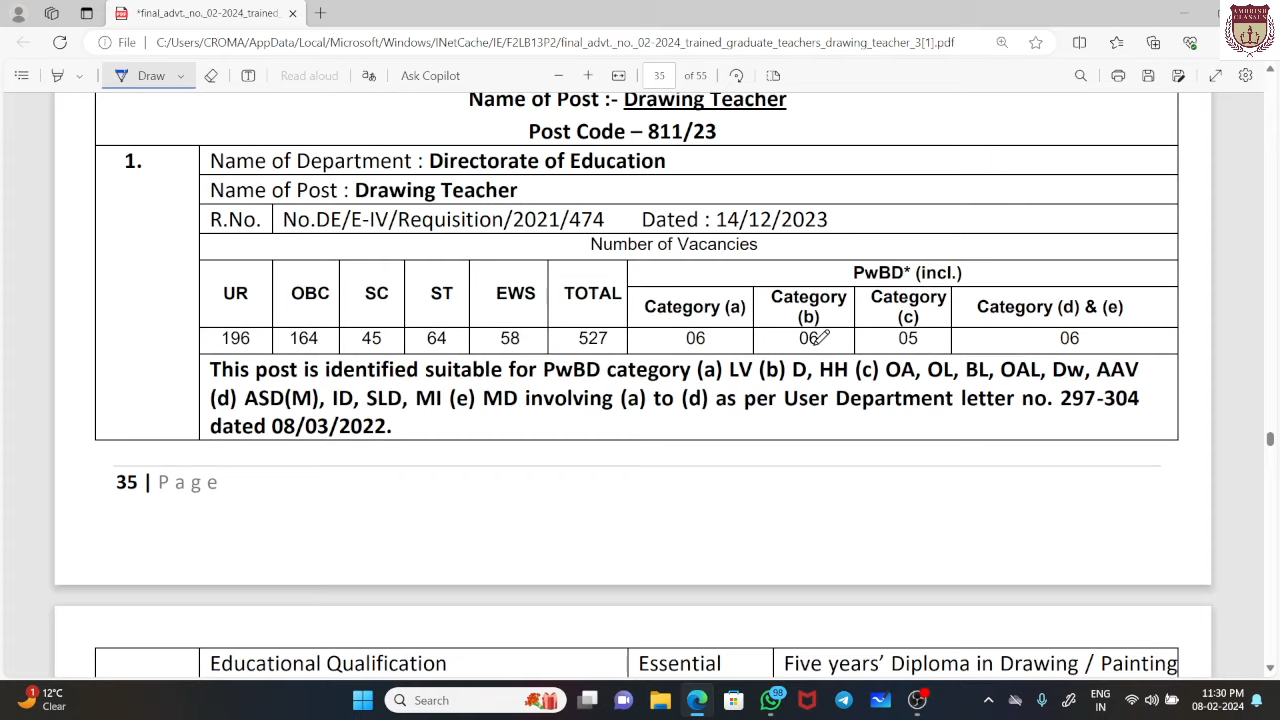 *final_advt._no._02-2024_trained_
AMBRISH
CLASSES
File
C:/Users/CROMA/AppData/Local/Microsoft/Windows/INetCache/IE/F2LB13P2/final_advt._no._02-2024_trained_graduate_teachers_drawing_teacher_3[1].pdf
Draw
Read aloud
Ask Copilot
35 of 55
Name of Post :- Drawing Teacher
Post Code – 811/23
1. Name of Department : Directorate of Education
Name of Post : Drawing Teacher
R.No. No.DE/E-IV/Requisition/2021/474 Dated : 14/12/2023
Number of Vacancies
UR OBC SC ST EWS TOTAL PwBD* (incl.)
Category (a) Category (b) Category (c) Category (d) & (e)
196 164 45 64 58 527 06 06 05 06
This post is identified suitable for PwBD category (a) LV (b) D, HH (c) OA, OL, BL, OAL, Dw, AAV
(d) ASD(M), ID, SLD, MI (e) MD involving (a) to (d) as per User Department letter no. 297-304
dated 08/03/2022.
35 | Page
Educational Qualification Essential Five years’ Diploma in Drawing / Painting
1 12°C
Clear
Search
98
ENG
IN
11:30 PM
08-02-2024